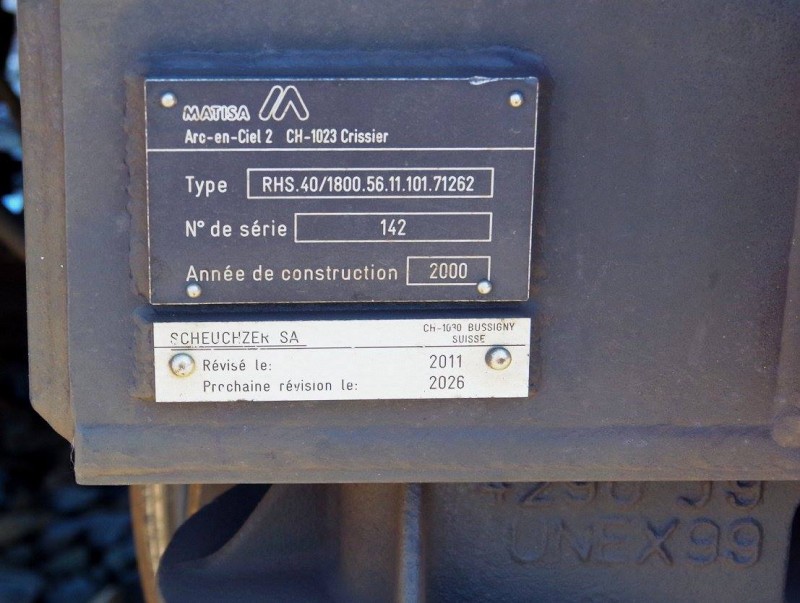 MATISA
Arc-en-Ciel 2 CH-1023 Crissier
Type RHS.40/1800.56.11.101.71262
N° de série 142
Année de construction 2000
SCHEUCHZER SA CH-1030 BUSSIGNY
SUISSE
Révisé le: 2011
Prochaine révision le: 2026
UNEX99